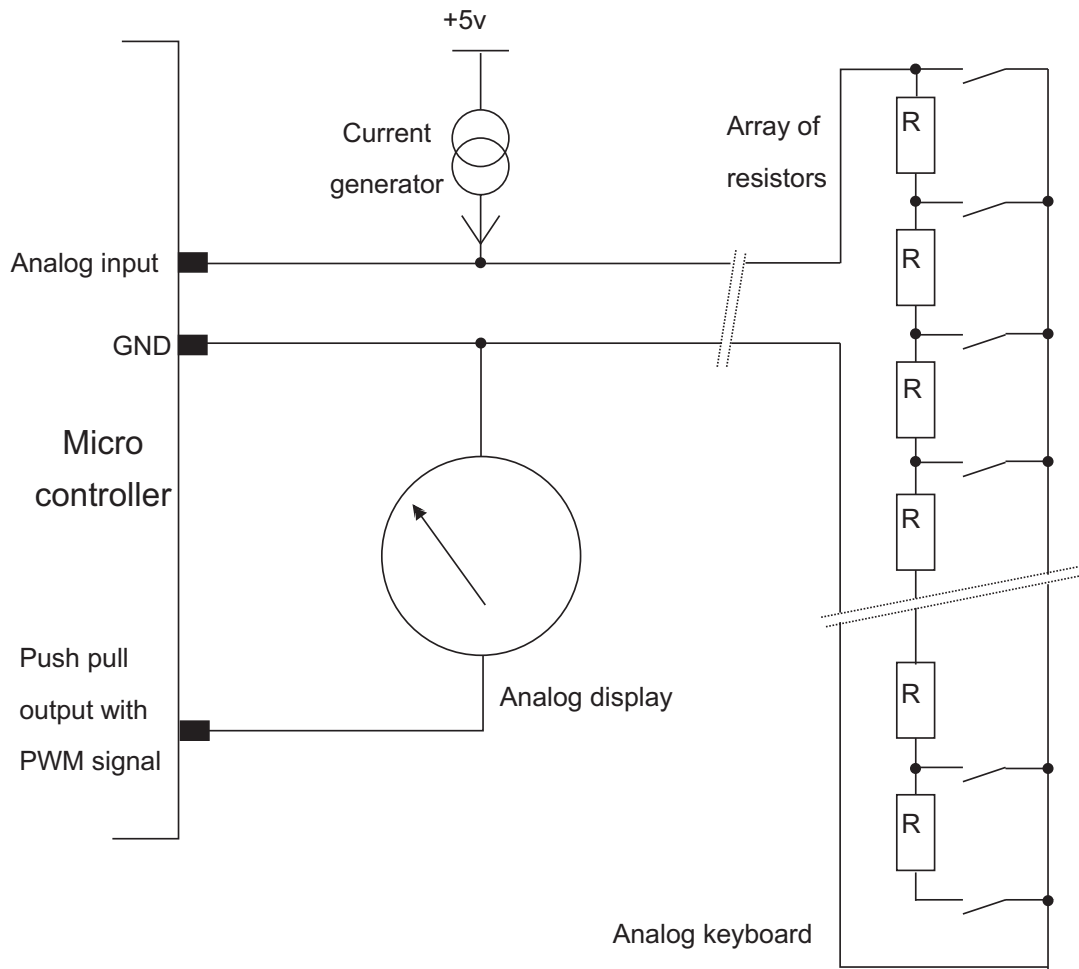 +5v
Current
generator
Array of
resistors
R
R
R
R
R
R
Analog input
GND
Micro
controller
Push pull
output with
PWM signal
Analog display
Analog keyboard